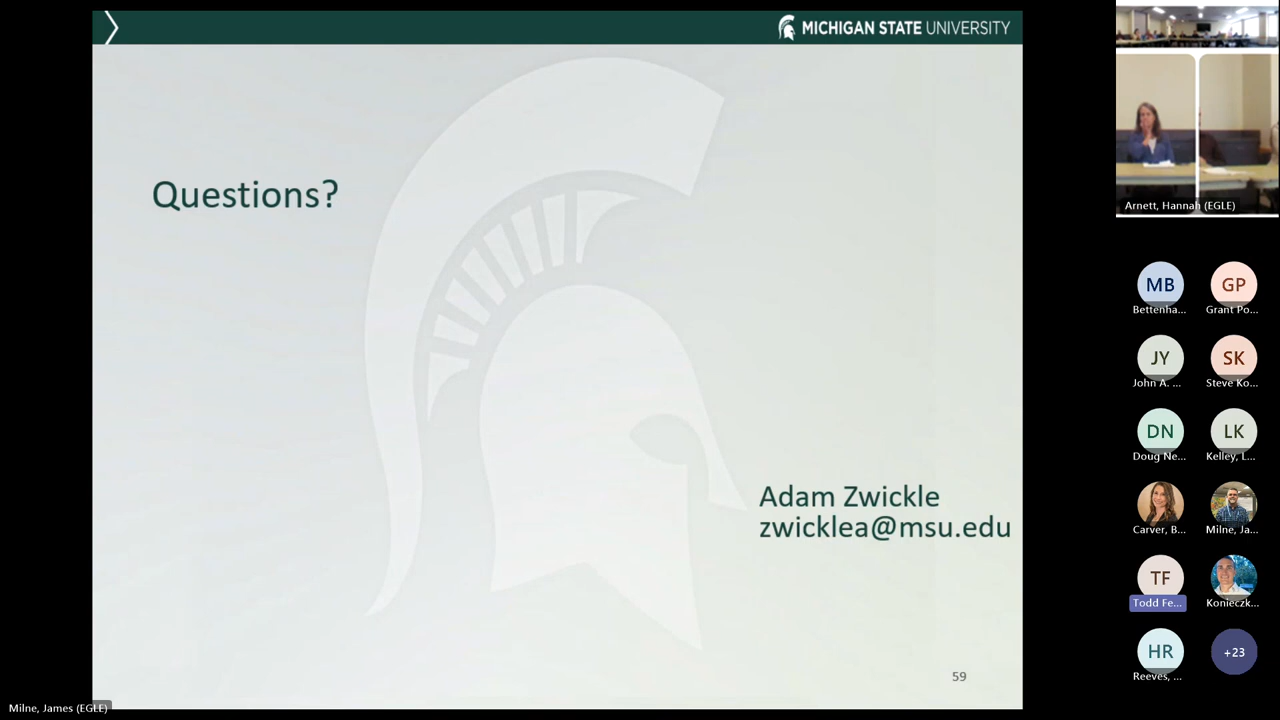 MICHIGAN STATE UNIVERSITY
Questions?
Adam Zwickle
zwicklea@msu.edu
59
Milne, James (EGLE)
Arnett, Hannah (EGLE)
MB
Bettenha...
GP
Grant Po...
JY
John A. ...
SK
Steve Ko...
DN
Doug Ne...
LK
Kelley, L...
Carver, B...
Milne, Ja...
TF
Todd Fe...
Konieczk...
HR
Reeves, ...
+23